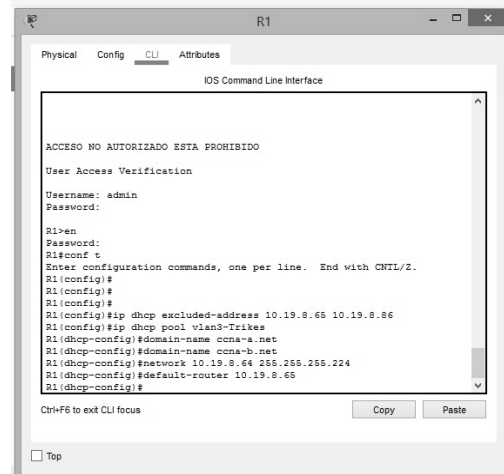 R1
Physical Config CLI Attributes
IOS Command Line Interface
ACCESO NO AUTORIZADO ESTA PROHIBIDO
User Access Verification
Username: admin
Password:
R1>en
Password:
R1#conf t
Enter configuration commands, one per line. End with CNTL/Z.
R1(config)#
R1(config)#
R1(config)#
R1(config)#ip dhcp excluded-address 10.19.8.65 10.19.8.86
R1(config)#ip dhcp pool vlan3-Trikes
R1(dhcp-config)#domain-name ccna-a.net
R1(dhcp-config)#domain-name ccna-b.net
R1(dhcp-config)#network 10.19.8.64 255.255.255.224
R1(dhcp-config)#default-router 10.19.8.65
R1(dhcp-config)#
Ctrl+F6 to exit CLI focus
Copy Paste
Top